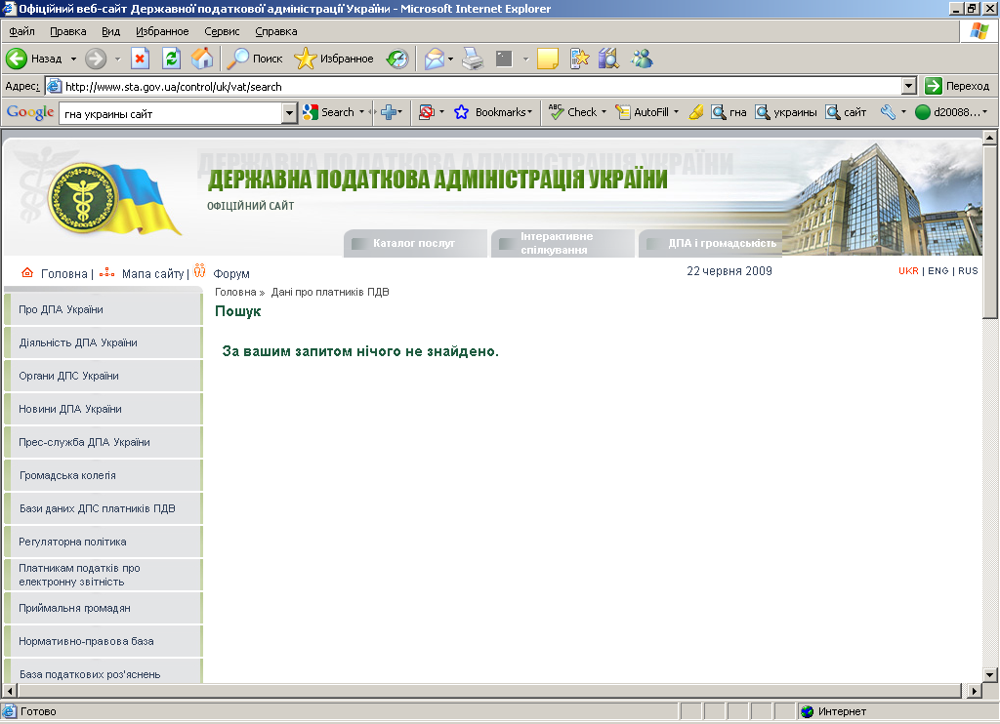 Офіційний веб-сайт Державної податкової адміністрації України - Microsoft Internet Explorer
Файл Правка Вид Избранное Сервис Справка
Назад Поиск Избранное
Адрес: http://www.sta.gov.ua/control/uk/vat/search Переход
Google гна украины сайт Search Bookmarks Check AutoFill гна украины сайт d20088...
ДЕРЖАВНА ПОДАТКОВА АДМІНІСТРАЦІЯ УКРАЇНИ
ДЕРЖАВНА ПОДАТКОВА АДМІНІСТРАЦІЯ УКРАЇНИ
ОФІЦІЙНИЙ САЙТ
Каталог послуг Інтерактивне спілкування ДПА і громадськість
Головна | Мапа сайту | Форум 22 червня 2009 UKR | ENG | RUS
Головна » Дані про платників ПДВ
Пошук
За вашим запитом нічого не знайдено.
Про ДПА України
Діяльність ДПА України
Органи ДПС України
Новини ДПА України
Прес-служба ДПА України
Громадська колегія
Бази даних ДПС платників ПДВ
Регуляторна політика
Платникам податків про
електронну звітність
Приймальня громадян
Нормативно-правова база
База податкових роз'яснень
Готово Интернет